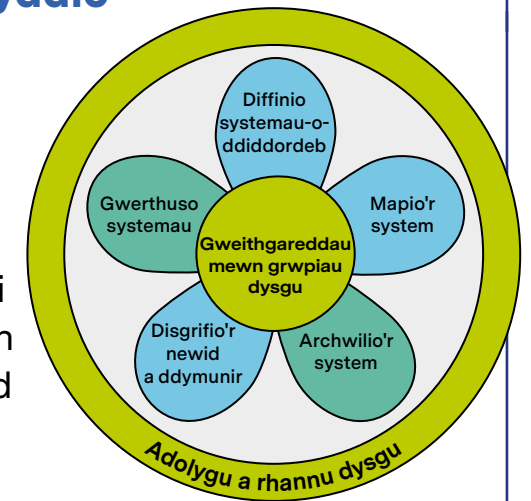 Diffinio
systemau-o-
ddiddordeb
Gwerthuso
systemau
Mapio'r
system
Gweithgareddau
mewn grwpiau
dysgu
Disgrifio'r
newid
a ddymunir
Archwilio'r
system
Adolygu a rhannu dysgu